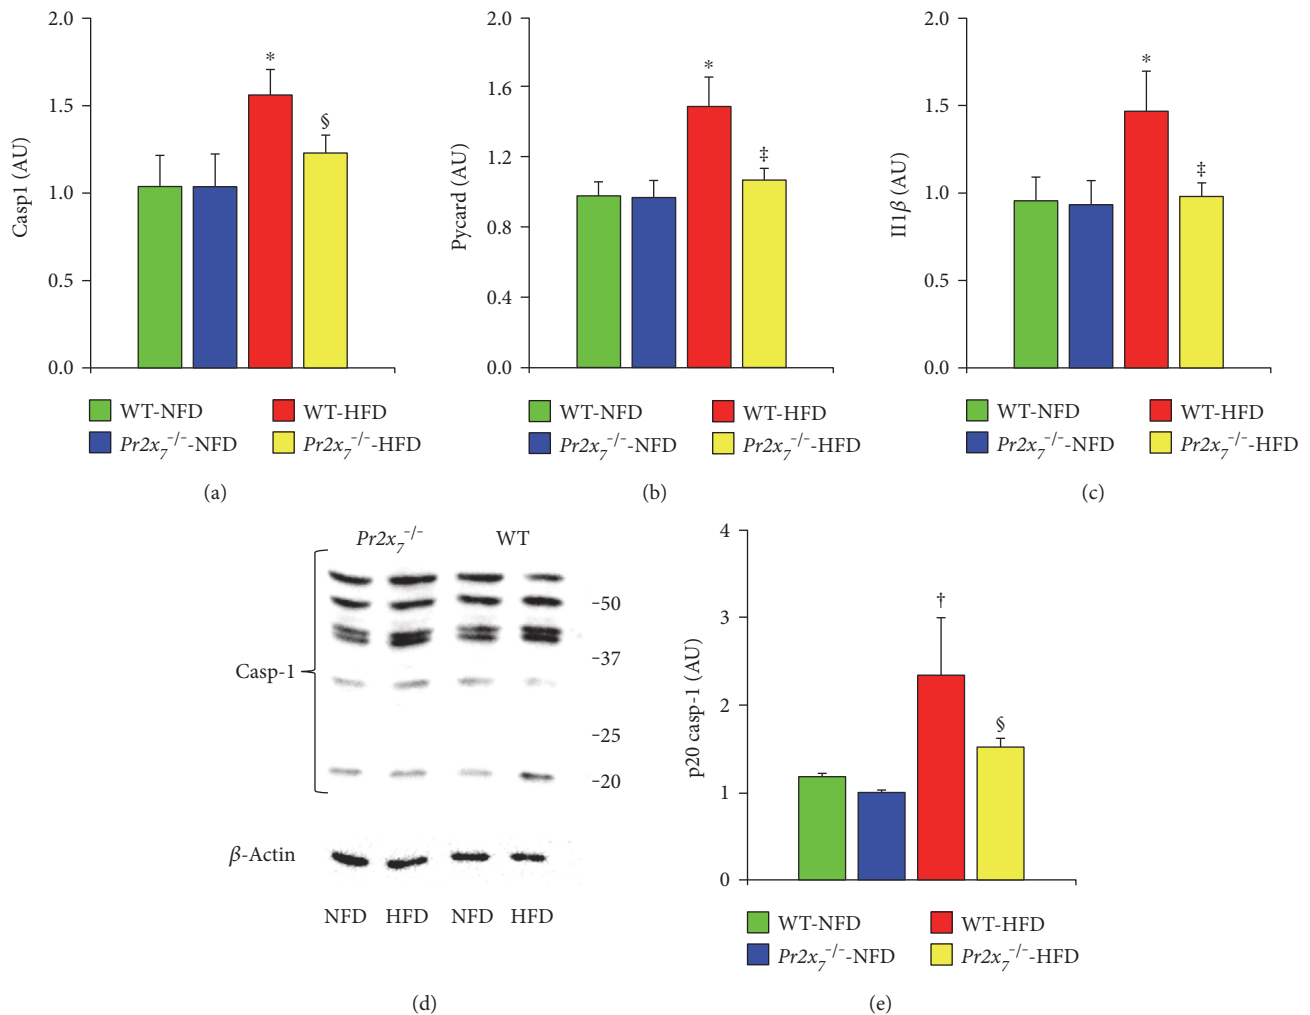 2.0
1.5
1.0
0.5
0.0
Casp1 (AU)
*
§
WT-NFD
WT-HFD
Pr2x₇⁻/⁻-NFD
Pr2x₇⁻/⁻-HFD
(a)
2.0
1.6
1.2
0.8
0.4
0.0
Pycard (AU)
*
‡
WT-NFD
WT-HFD
Pr2x₇⁻/⁻-NFD
Pr2x₇⁻/⁻-HFD
(b)
2.0
1.5
1.0
0.5
0.0
Il1β (AU)
*
‡
WT-NFD
WT-HFD
Pr2x₇⁻/⁻-NFD
Pr2x₇⁻/⁻-HFD
(c)
Pr2x₇⁻/⁻ WT
-50
-37
Casp-1
-25
-20
β-Actin
NFD HFD NFD HFD
(d)
4
3
2
1
0
p20 casp-1 (AU)
†
§
WT-NFD
WT-HFD
Pr2x₇⁻/⁻-NFD
Pr2x₇⁻/⁻-HFD
(e)